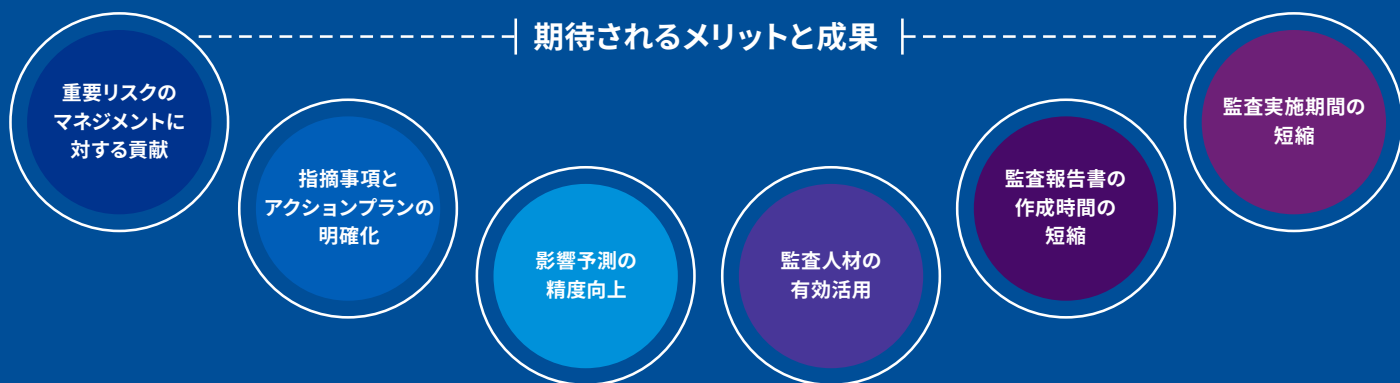 期待されるメリットと成果
重要リスクの
マネジメントに
対する貢献
指摘事項と
アクションプランの
明確化
影響予測の
精度向上
監査人材の
有効活用
監査報告書の
作成時間の
短縮
監査実施期間の
短縮